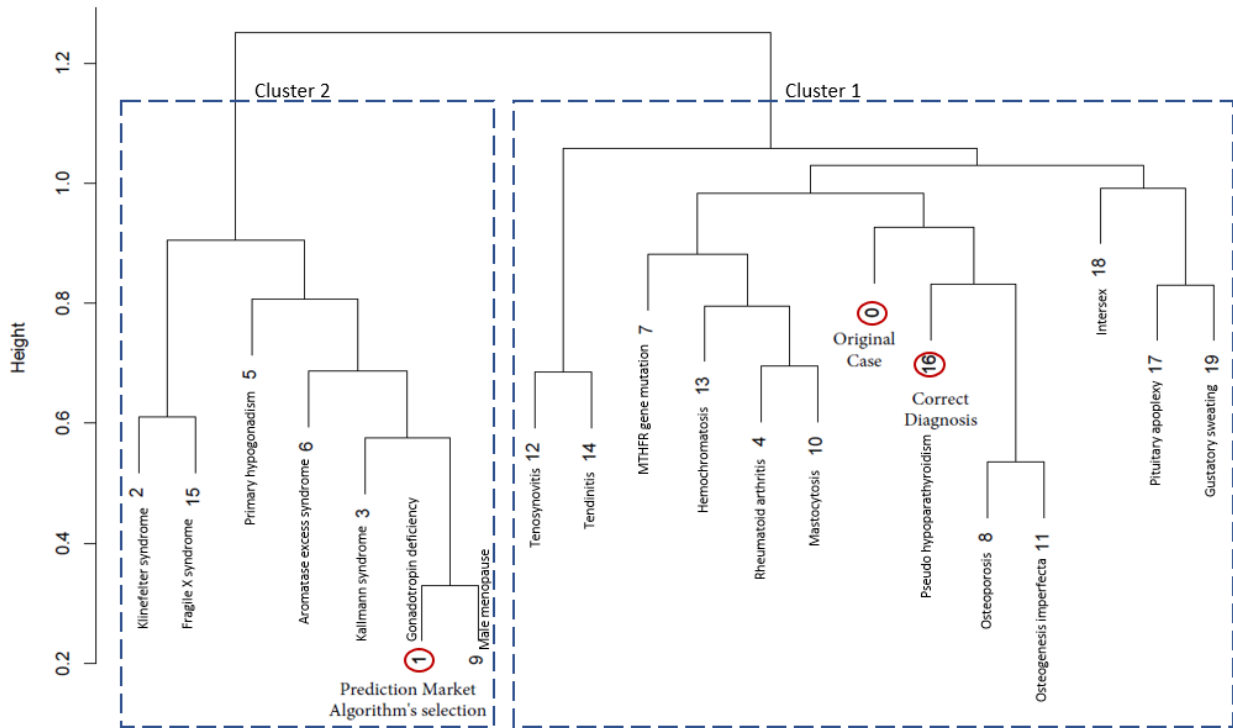 Height
1.2
1.0
0.8
0.6
0.4
0.2
Cluster 2
Cluster 1
2
Klinefelter syndrome
15
Fragile X syndrome
5
Primary hypogonadism
6
Aromatase excess syndrome
3
Kallmann syndrome
Gonadotropin deficiency
1
Male menopause
9
Prediction Market
Algorithm's selection
12
Tenosynovitis
14
Tendinitis
7
MTHFR gene mutation
13
Hemochromatosis
4
Rheumatoid arthritis
10
Mastocytosis
0
Original
Case
16
Correct
Diagnosis
Pseudo hypoparathyroidism
8
Osteoporosis
11
Osteogenesis imperfecta
18
Intersex
17
Pituitary apoplexy
19
Gustatory sweating